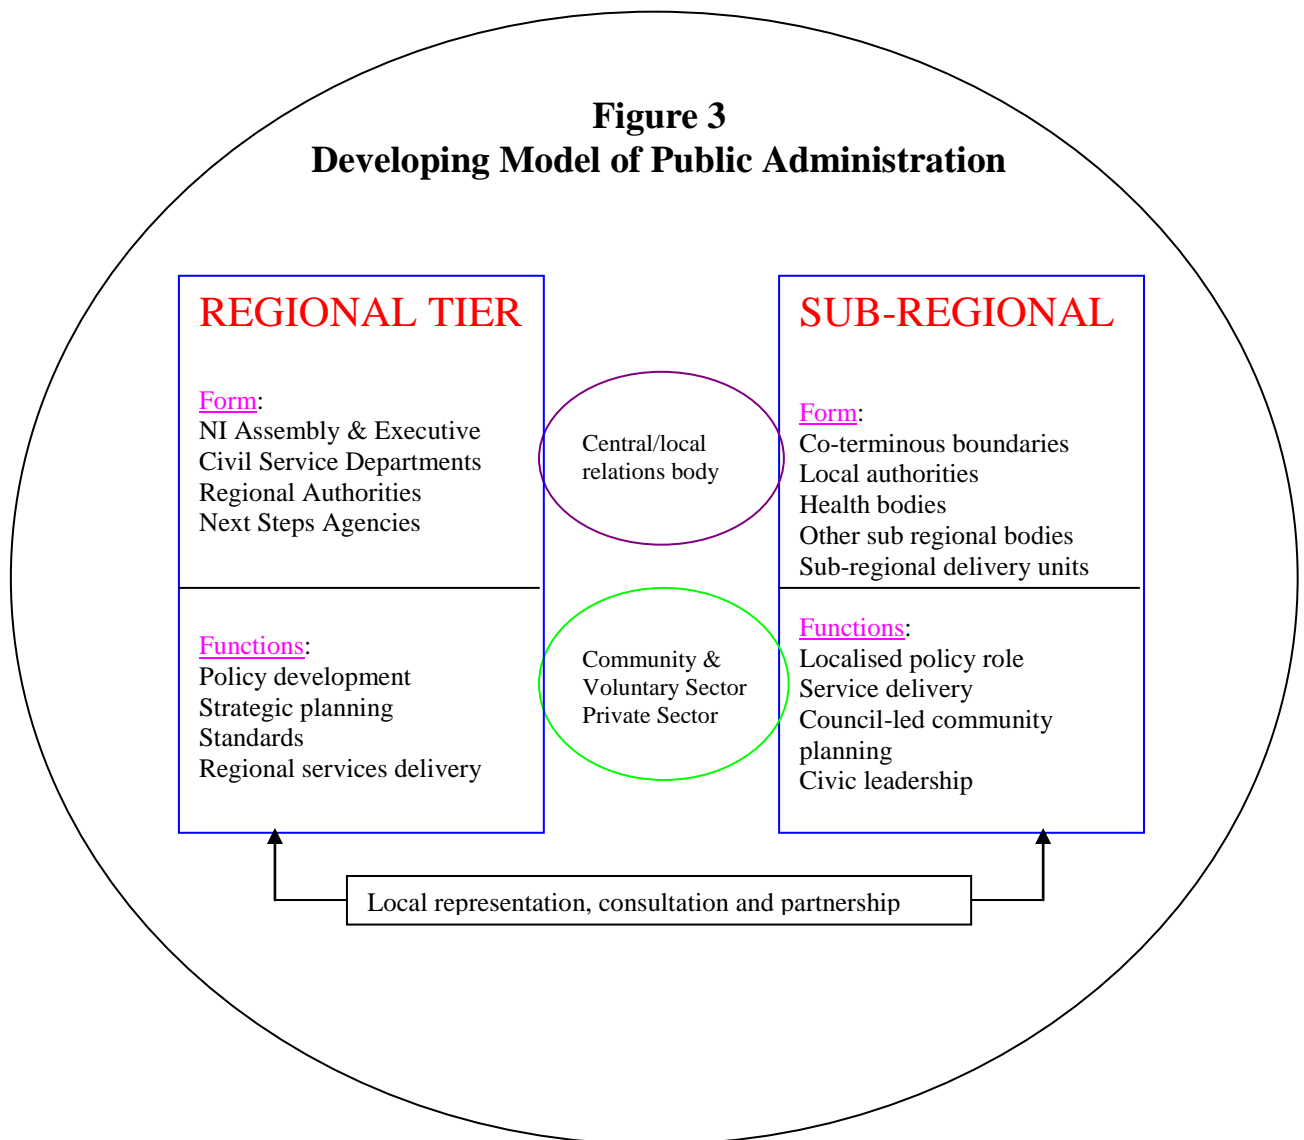 Figure 3
Developing Model of Public Administration
REGIONAL TIER
Form:
NI Assembly & Executive
Civil Service Departments
Regional Authorities
Next Steps Agencies
Functions:
Policy development
Strategic planning
Standards
Regional services delivery
Central/local
relations body
Community &
Voluntary Sector
Private Sector
SUB-REGIONAL
Form:
Co-terminous boundaries
Local authorities
Health bodies
Other sub regional bodies
Sub-regional delivery units
Functions:
Localised policy role
Service delivery
Council-led community
planning
Civic leadership
Local representation, consultation and partnership